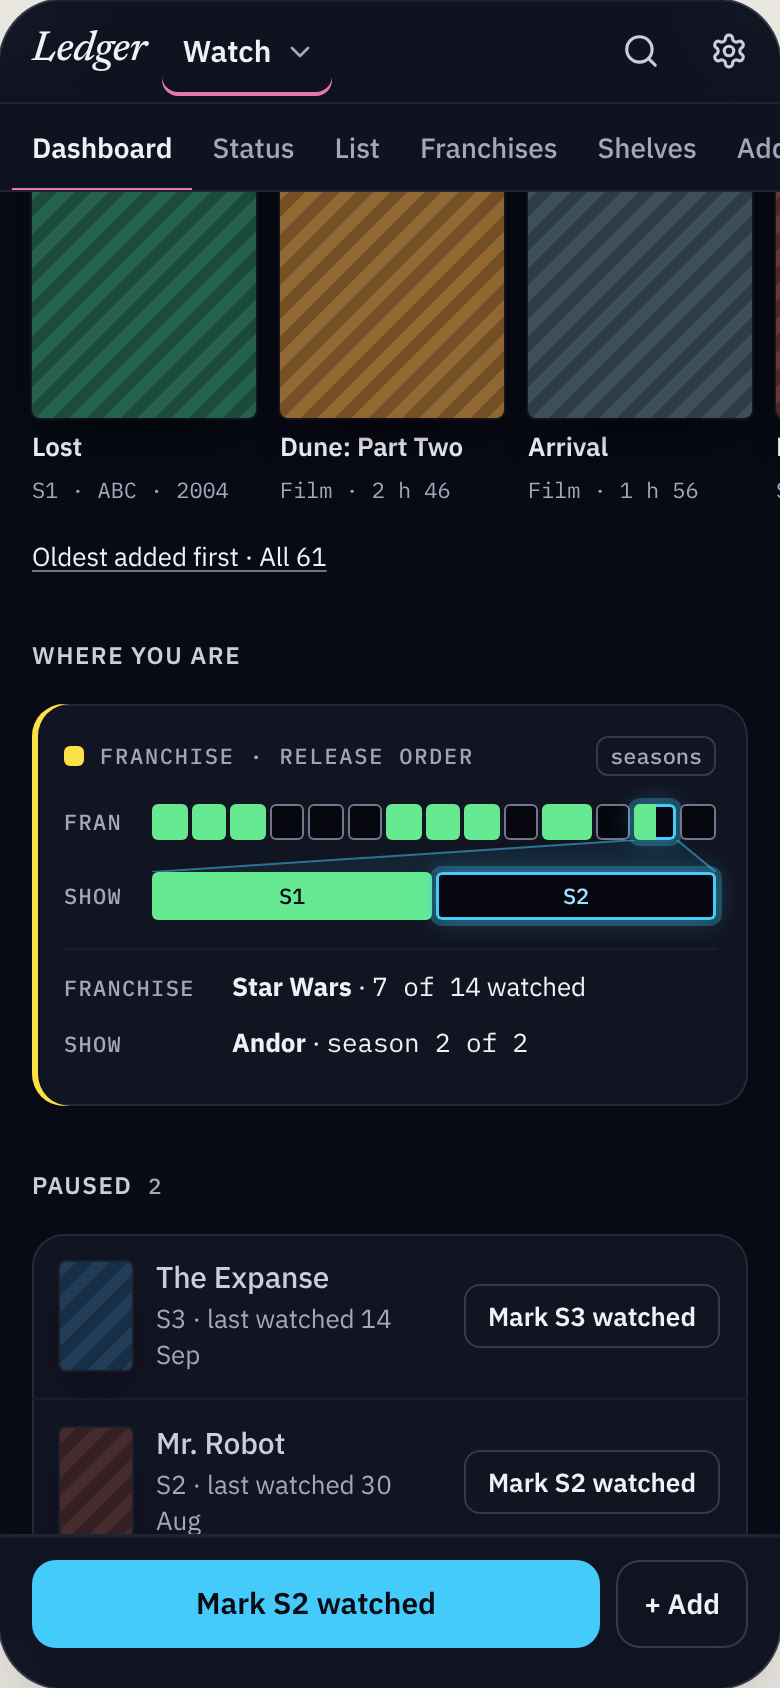 Ledger Watch
Dashboard Status List Franchises Shelves
Lost Dune: Part Two Arrival
S1 · ABC · 2004 Film · 2 h 46 Film · 1 h 56
Oldest added first · All 61
WHERE YOU ARE
FRANCHISE · RELEASE ORDER seasons
FRAN
SHOW S1 S2
FRANCHISE Star Wars · 7 of 14 watched
SHOW Andor · season 2 of 2
PAUSED 2
The Expanse
S3 · last watched 14
Sep
Mark S3 watched
Mr. Robot
S2 · last watched 30
Aug
Mark S2 watched
Mark S2 watched + Add